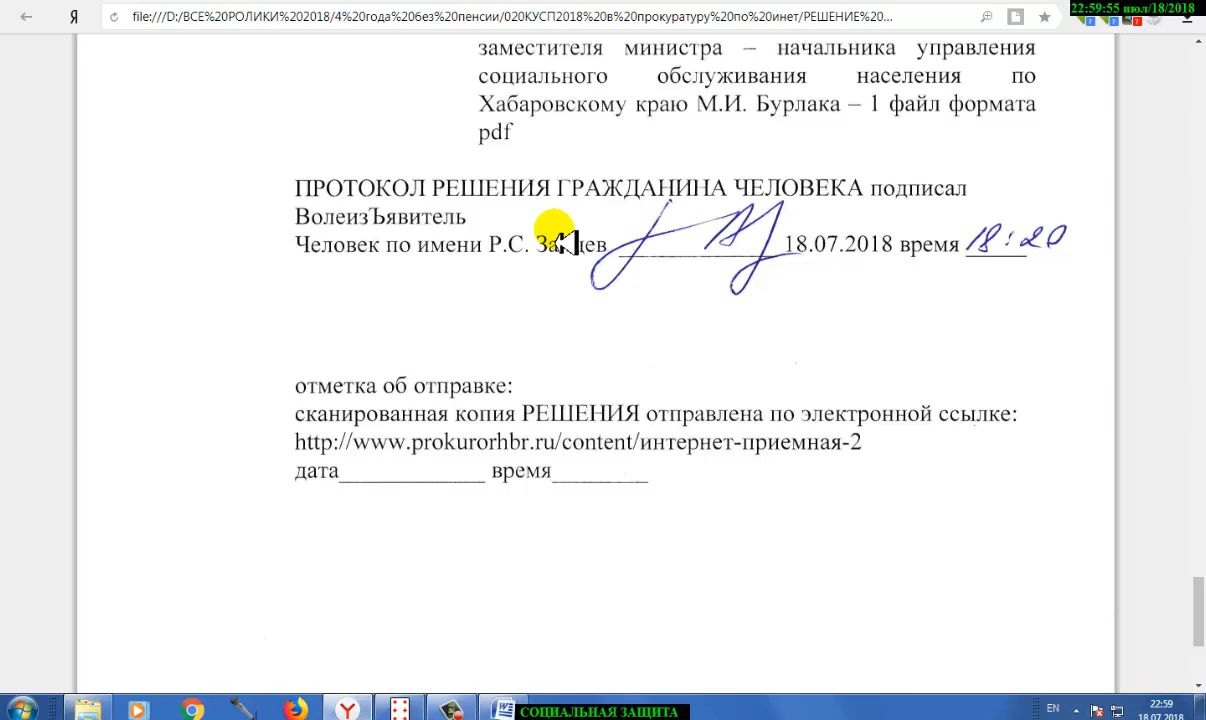 Я
file:///D:/ВСЕ%20РОЛИКИ%202018/4%20года%20без%20пенсии/020КУСП2018%20в%20прокуратуру%20по%20инет/РЕШЕНИЕ%20...
22:59:55 июл/18/2018
заместителя министра – начальника управления
социального обслуживания населения по
Хабаровскому краю М.И. Бурлака – 1 файл формата
pdf
ПРОТОКОЛ РЕШЕНИЯ ГРАЖДАНИНА ЧЕЛОВЕКА подписал
ВолеизЪявитель
Человек по имени Р.С. 18.07.2018 время 18:20
отметка об отправке:
сканированная копия РЕШЕНИЯ отправлена по электронной ссылке:
http://www.prokurorhbr.ru/content/интернет-приемная-2
дата____________ время________
СОЦИАЛЬНАЯ ЗАЩИТА
EN
22:59
18.07.2018